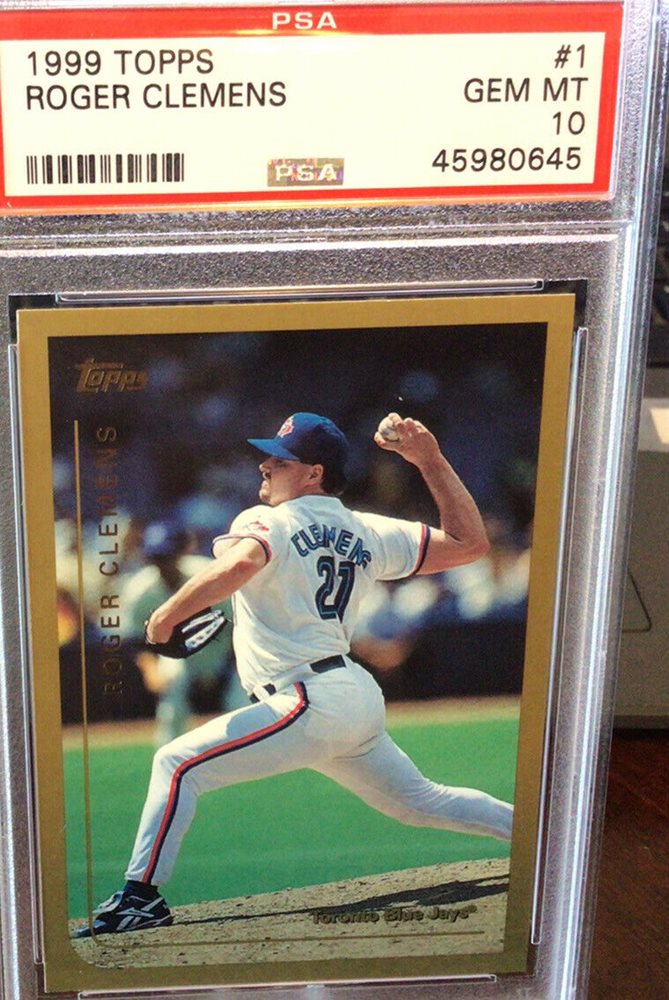 PSA
1999 TOPPS #1
ROGER CLEMENS GEM MT
10
PSA 45980645
Topps
ROGER CLEMENS
CLEMENS
21
Toronto Blue Jays